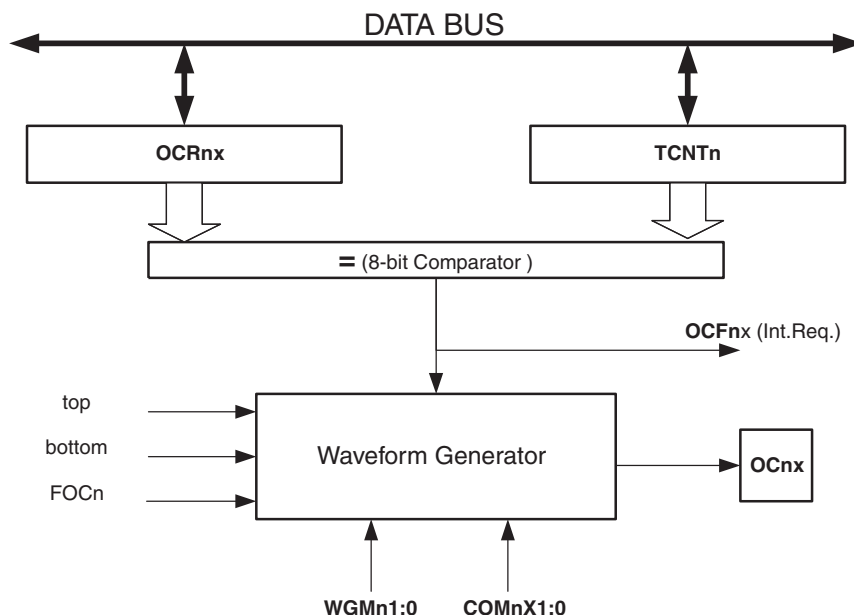 DATA BUS
OCRnx
TCNTn
= (8-bit Comparator )
OCFnx (Int.Req.)
top
bottom
FOCn
Waveform Generator
OCnx
WGMn1:0
COMnX1:0